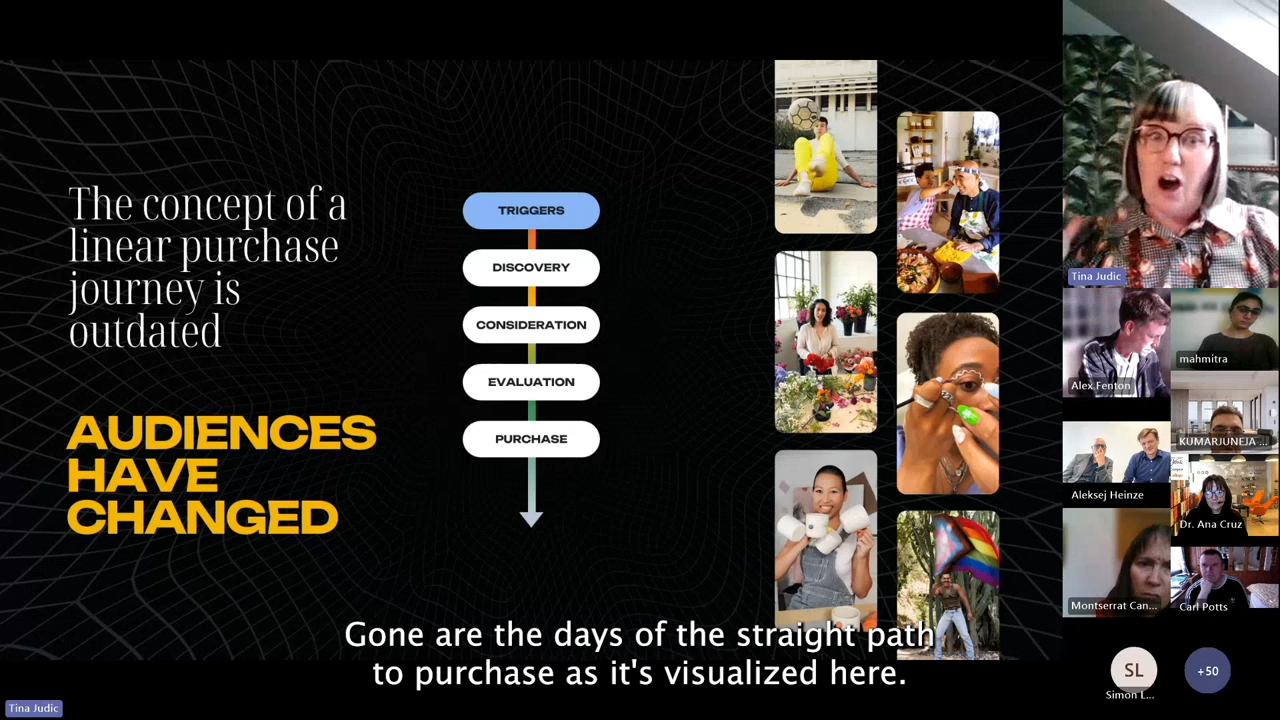 The concept of a
linear purchase
journey is
outdated
AUDIENCES
HAVE
CHANGED
TRIGGERS
DISCOVERY
CONSIDERATION
EVALUATION
PURCHASE
Tina Judic
Alex Fenton
mahmitra
KUMARJUNEJA ...
Aleksej Heinze
Dr. Ana Cruz
Montserrat Can...
Carl Potts
SL
Simon L...
+50
Gone are the days of the straight path
to purchase as it's visualized here.
Tina Judic